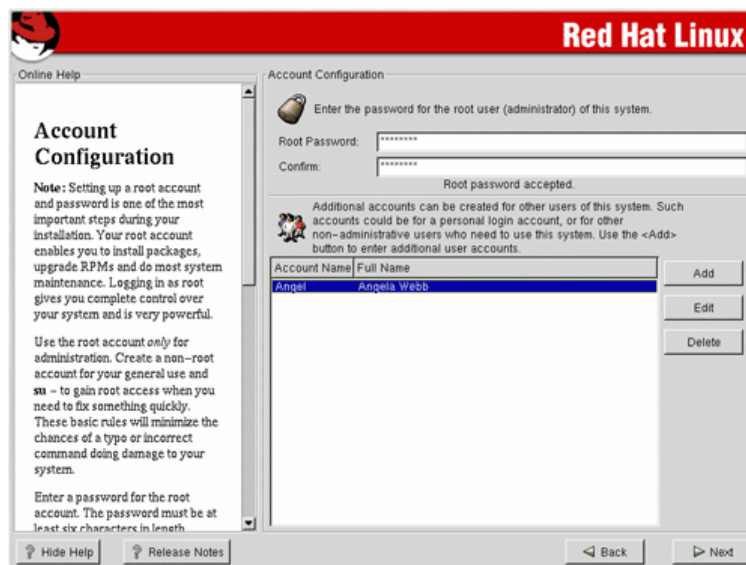 Red Hat Linux
Online Help
Account
Configuration
Note: Setting up a root account
and password is one of the most
important steps during your
installation. Your root account
enables you to install packages,
upgrade RPMs and do most system
maintenance. Logging in as root
gives you complete control over
your system and is very powerful.
Use the root account only for
administration. Create a non-root
account for your general use and
su - to gain root access when you
need to fix something quickly.
These basic rules will minimize the
chances of a typo or incorrect
command doing damage to your
system.
Enter a password for the root
account. The password must be at
least six characters in length.
Account Configuration
Enter the password for the root user (administrator) of this system.
Root Password: ********
Confirm: ********
Root password accepted.
Additional accounts can be created for other users of this system. Such
accounts could be for a personal login account, or for other
non-administrative users who need to use this system. Use the <Add>
button to enter additional user accounts.
Account Name Full Name
Angel Angela Webb
Add
Edit
Delete
Hide Help
Release Notes
Back
Next